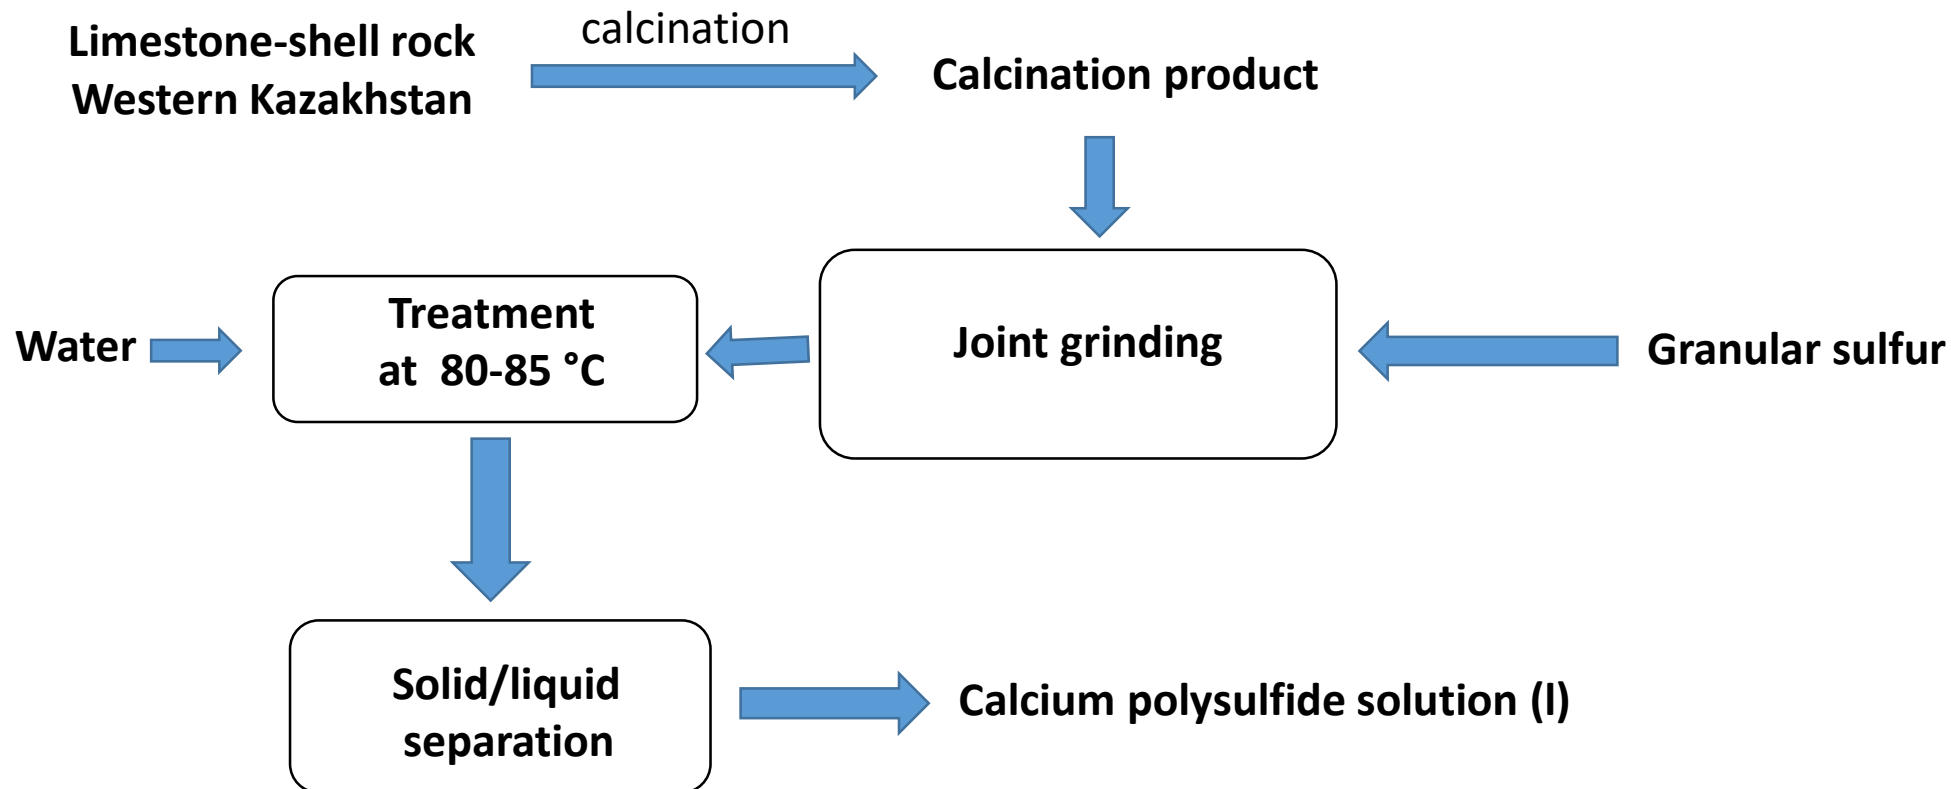 Limestone-shell rock
Western Kazakhstan
calcination
Calcination product
Water
Treatment
at 80-85 °C
Joint grinding
Granular sulfur
Solid/liquid
separation
Calcium polysulfide solution (l)